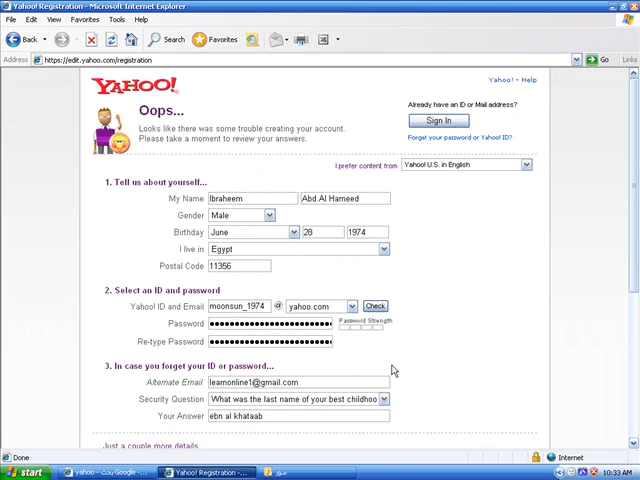 Yahoo! Registration - Microsoft Internet Explorer
File Edit View Favorites Tools Help
Back Search Favorites
Address https://edit.yahoo.com/registration Go
YAHOO!
Yahoo! - Help
Oops...
Looks like there was some trouble creating your account.
Please take a moment to review your answers.
Already have an ID or Mail address?
Sign In
Forget your password or Yahoo! ID?
I prefer content from Yahoo! U.S. in English
1. Tell us about yourself...
My Name Ibraheem Abd Al Hameed
Gender Male
Birthday June 28 1974
I live in Egypt
Postal Code 11356
2. Select an ID and password
Yahoo! ID and Email moonsun_1974 @ yahoo.com Check
Password Password Strength
Re-type Password
3. In case you forget your ID or password...
Alternate Email learnonline1@gmail.com
Security Question What was the last name of your best childhoo
Your Answer ebn al khataab
Just a couple more details
Done Internet
start yahoo - بحث Google -... Yahoo! Registration -... صور 10:33 AM